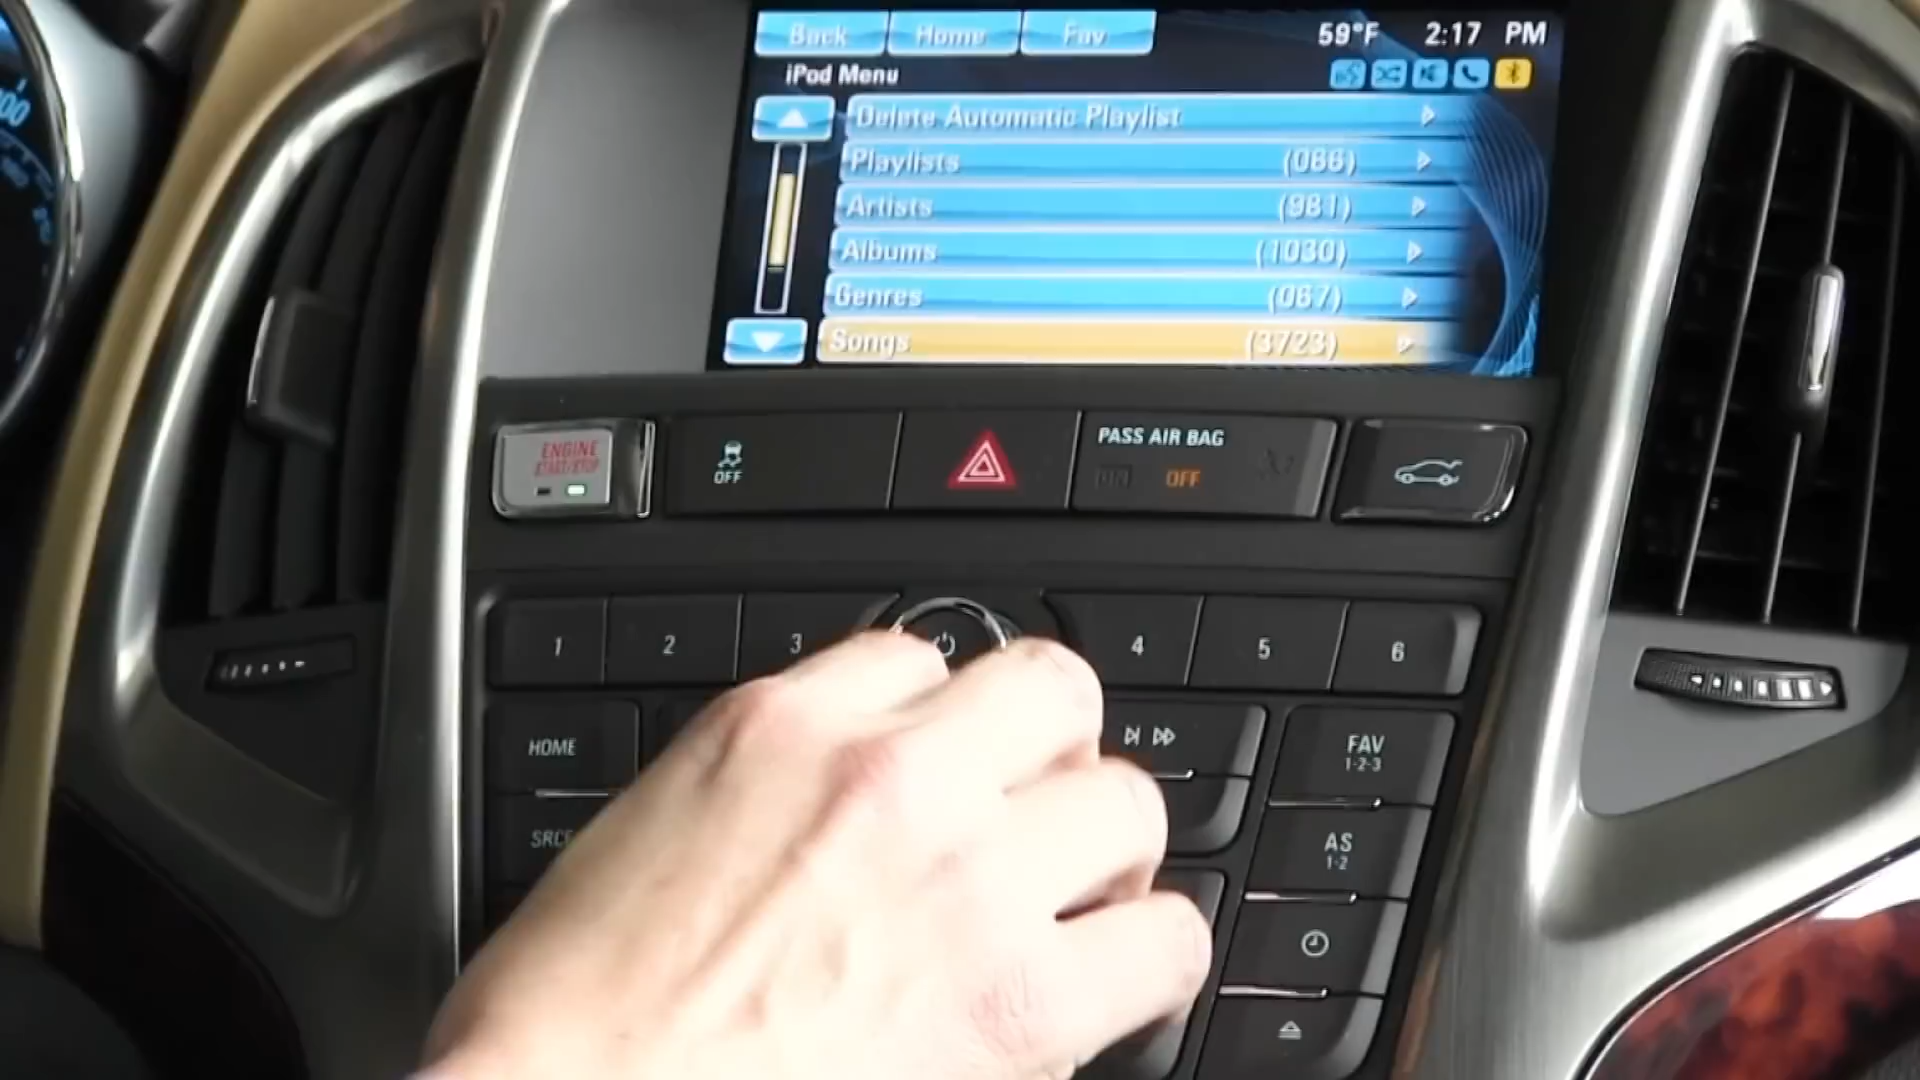 Back Home Fav 59°F 2:17 PM
iPod Menu
Delete Automatic Playlist
Playlists (086)
Artists (981)
Albums (1030)
Genres (067)
Songs (3723)
ENGINE
START/STOP
OFF
PASS AIR BAG
ON OFF
1 2 3 4 5 6
HOME
FAV
1-2-3
SRCE
AS
1-2